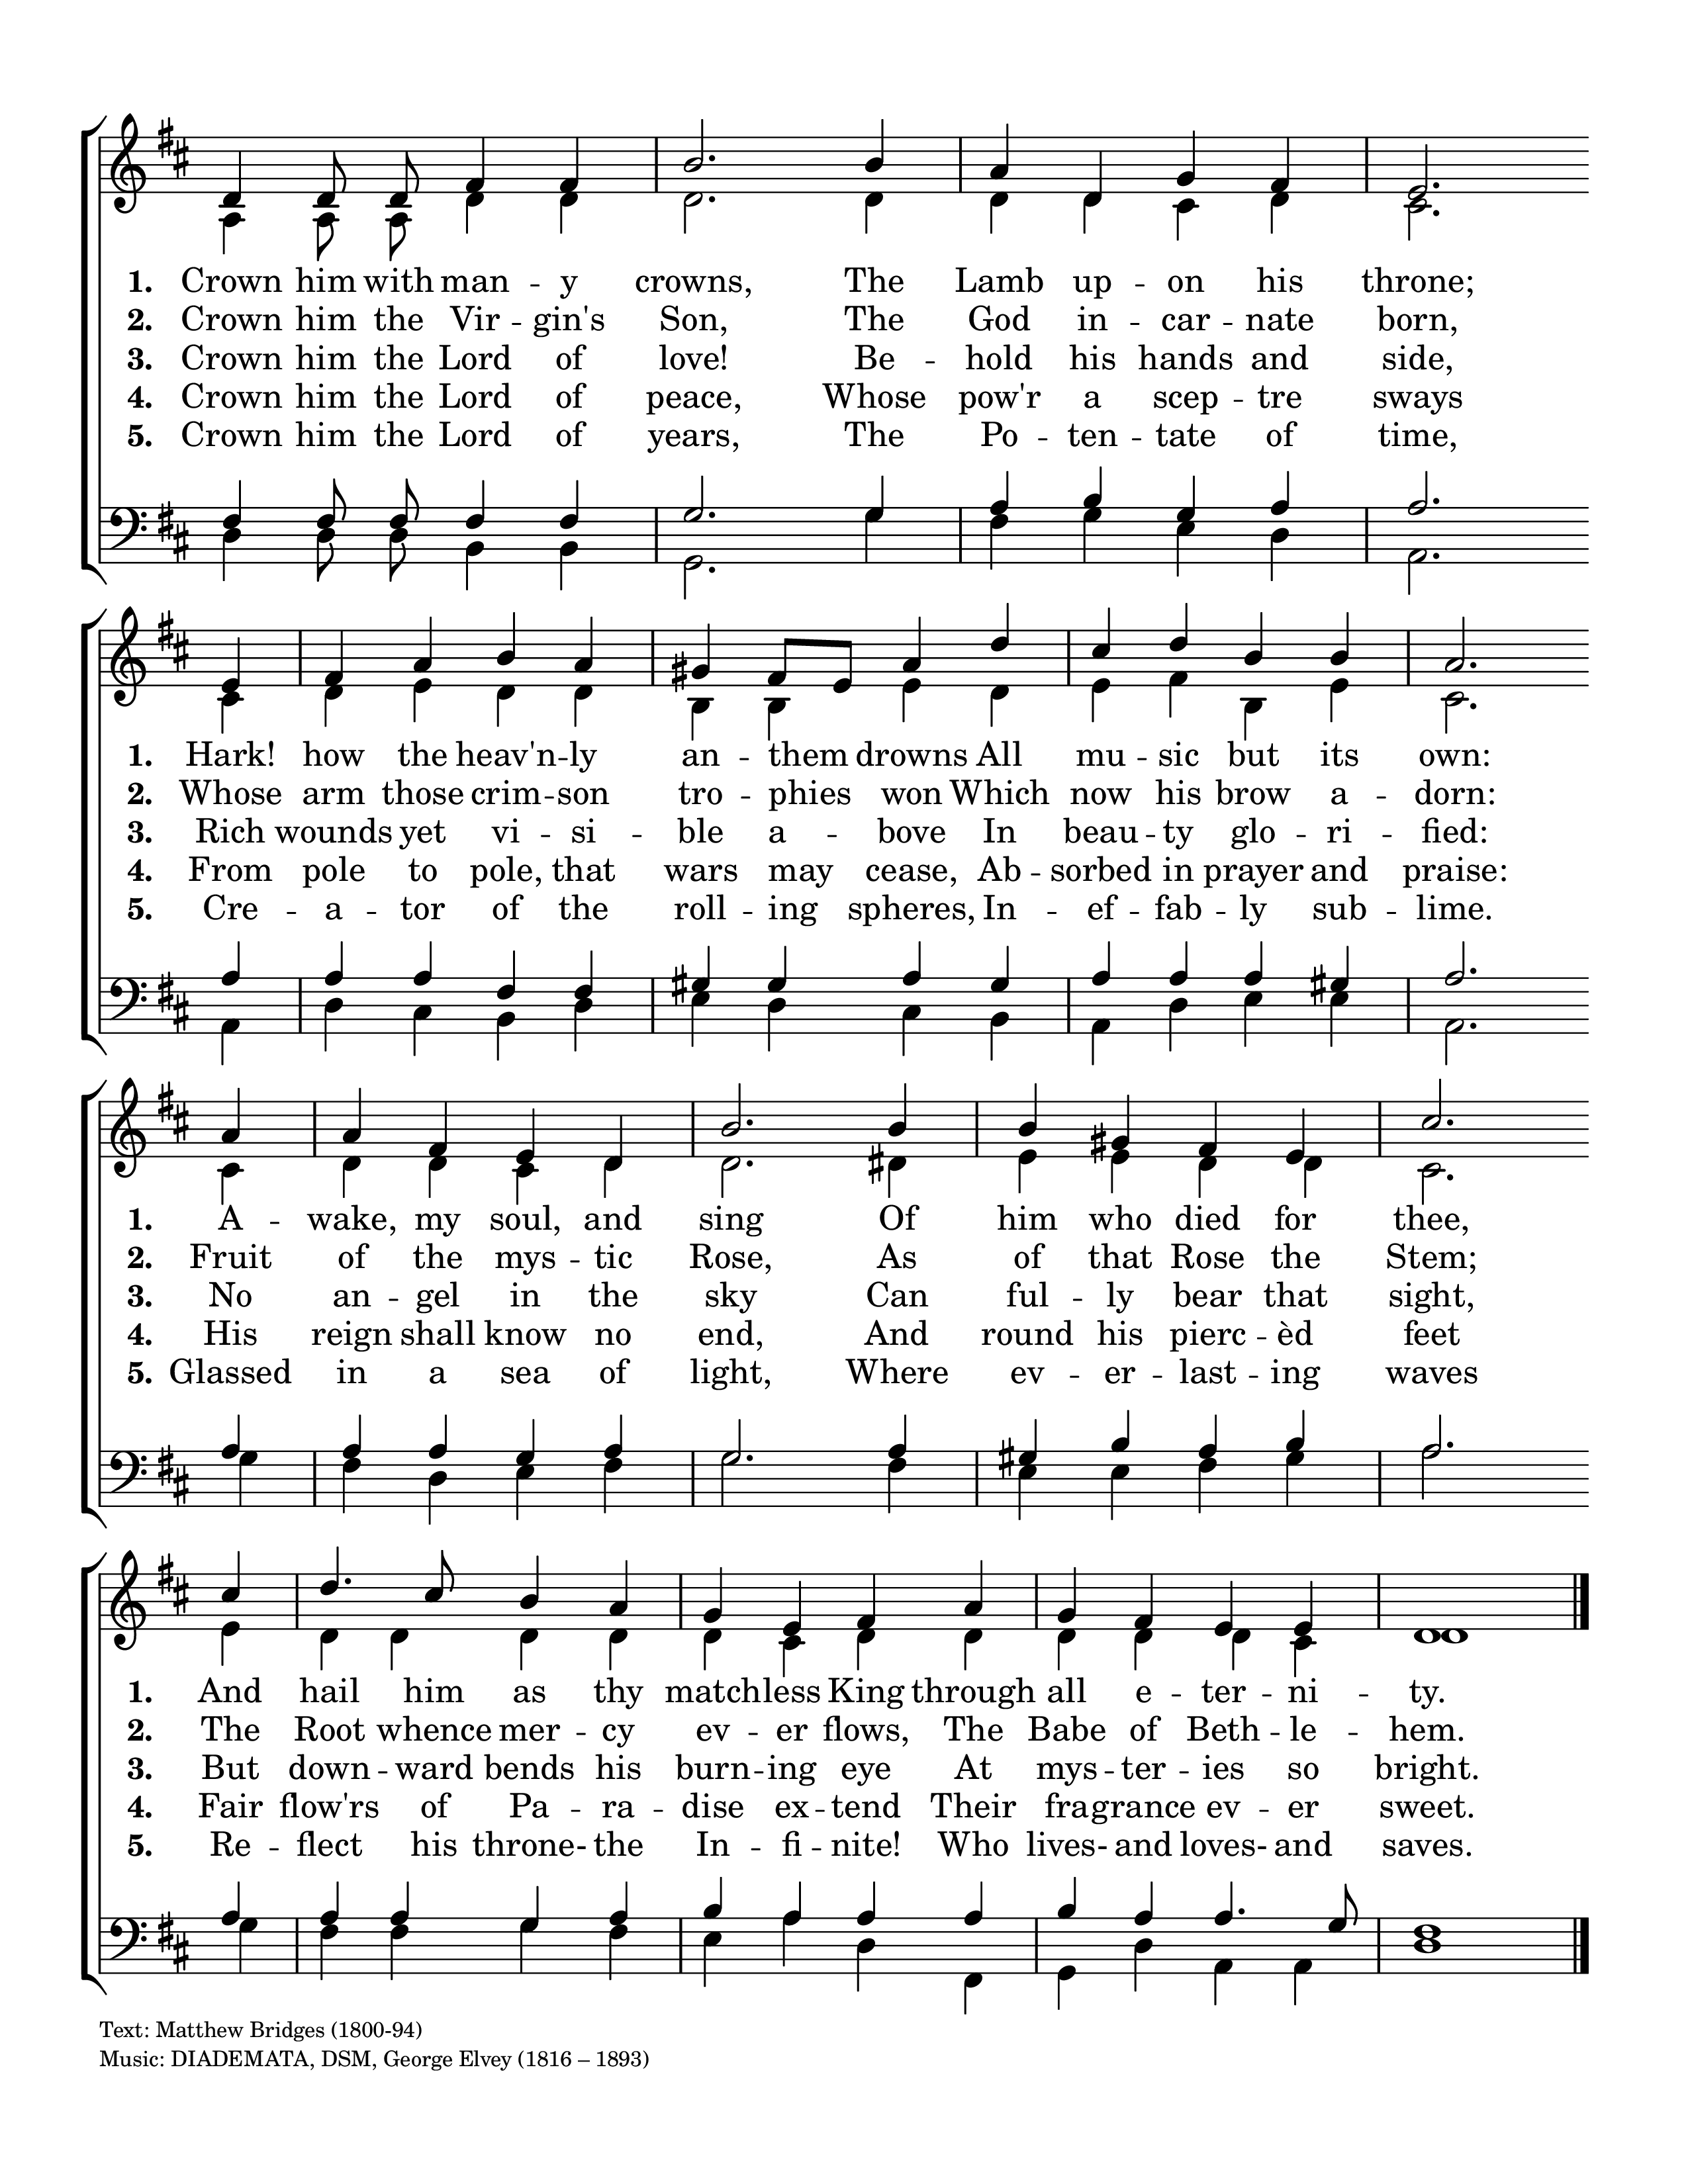 1. Crown him with man -- y crowns, The Lamb up -- on his throne;
2. Crown him the Vir -- gin's Son, The God in -- car -- nate born,
3. Crown him the Lord of love! Be -- hold his hands and side,
4. Crown him the Lord of peace, Whose pow'r a scep -- tre sways
5. Crown him the Lord of years, The Po -- ten -- tate of time,
1. Hark! how the heav'n -- ly an -- them drowns All mu -- sic but its own:
2. Whose arm those crim -- son tro -- phies won Which now his brow a -- dorn:
3. Rich wounds yet vi -- si -- ble a -- bove In beau -- ty glo -- ri -- fied:
4. From pole to pole, that wars may cease, Ab -- sorbed in prayer and praise:
5. Cre -- a -- tor of the roll -- ing spheres, In -- ef -- fab -- ly sub -- lime.
1. A -- wake, my soul, and sing Of him who died for thee,
2. Fruit of the mys -- tic Rose, As of that Rose the Stem;
3. No an -- gel in the sky Can ful -- ly bear that sight,
4. His reign shall know no end, And round his pierc -- èd feet
5. Glassed in a sea of light, Where ev -- er -- last -- ing waves
1. And hail him as thy matchless King through all e -- ter -- ni -- ty.
2. The Root whence mer -- cy ev -- er flows, The Babe of Beth -- le -- hem.
3. But down -- ward bends his burn -- ing eye At mys -- ter -- ies so bright.
4. Fair flow'rs of Pa -- ra -- dise ex -- tend Their fragrance ev -- er sweet.
5. Re -- flect his throne- the In -- fi -- nite! Who lives- and loves- and saves.
Text: Matthew Bridges (1800-94)
Music: DIADEMATA, DSM, George Elvey (1816 – 1893)